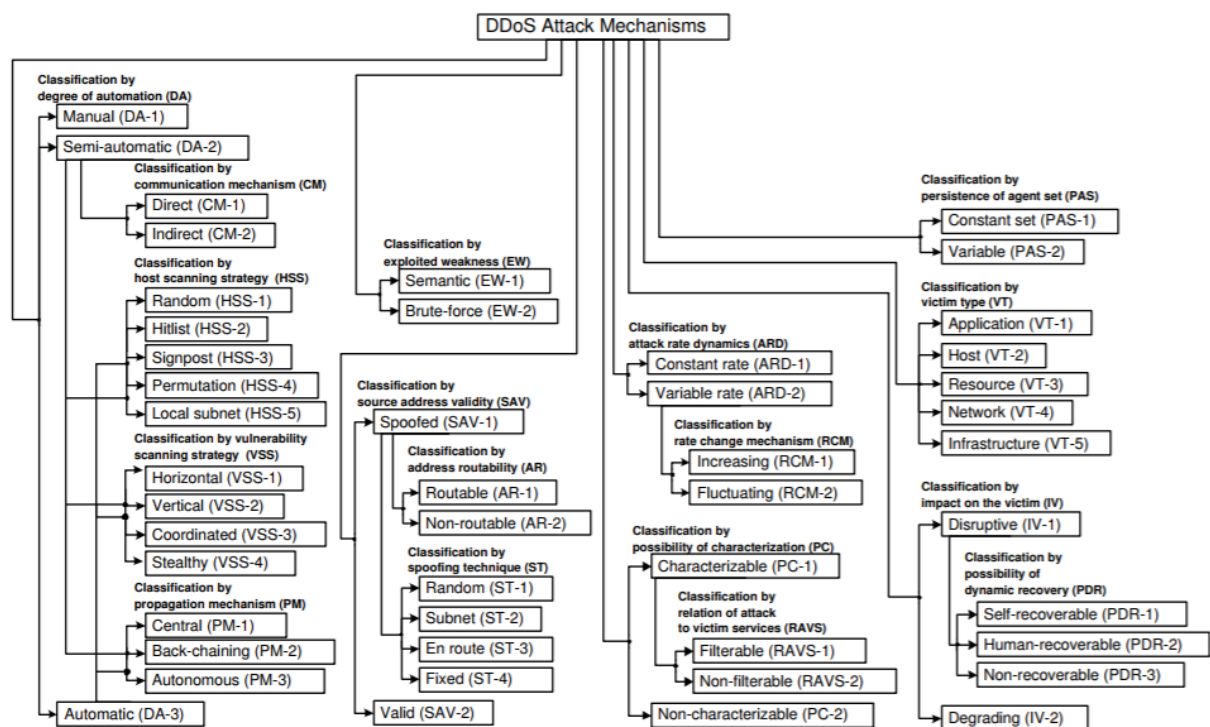 DDoS Attack Mechanisms
Classification by
degree of automation (DA)
Manual (DA-1)
Semi-automatic (DA-2)
Classification by
communication mechanism (CM)
Direct (CM-1)
Indirect (CM-2)
Classification by
host scanning strategy (HSS)
Random (HSS-1)
Hitlist (HSS-2)
Signpost (HSS-3)
Permutation (HSS-4)
Local subnet (HSS-5)
Classification by vulnerability
scanning strategy (VSS)
Horizontal (VSS-1)
Vertical (VSS-2)
Coordinated (VSS-3)
Stealthy (VSS-4)
Classification by
propagation mechanism (PM)
Central (PM-1)
Back-chaining (PM-2)
Autonomous (PM-3)
Automatic (DA-3)
Classification by
exploited weakness (EW)
Semantic (EW-1)
Brute-force (EW-2)
Classification by
source address validity (SAV)
Spoofed (SAV-1)
Classification by
address routability (AR)
Routable (AR-1)
Non-routable (AR-2)
Classification by
spoofing technique (ST)
Random (ST-1)
Subnet (ST-2)
En route (ST-3)
Fixed (ST-4)
Valid (SAV-2)
Classification by
attack rate dynamics (ARD)
Constant rate (ARD-1)
Variable rate (ARD-2)
Classification by
rate change mechanism (RCM)
Increasing (RCM-1)
Fluctuating (RCM-2)
Classification by
possibility of characterization (PC)
Characterizable (PC-1)
Classification by
relation of attack
to victim services (RAVS)
Filterable (RAVS-1)
Non-filterable (RAVS-2)
Non-characterizable (PC-2)
Classification by
persistence of agent set (PAS)
Constant set (PAS-1)
Variable (PAS-2)
Classification by
victim type (VT)
Application (VT-1)
Host (VT-2)
Resource (VT-3)
Network (VT-4)
Infrastructure (VT-5)
Classification by
impact on the victim (IV)
Disruptive (IV-1)
Classification by
possibility of
dynamic recovery (PDR)
Self-recoverable (PDR-1)
Human-recoverable (PDR-2)
Non-recoverable (PDR-3)
Degrading (IV-2)